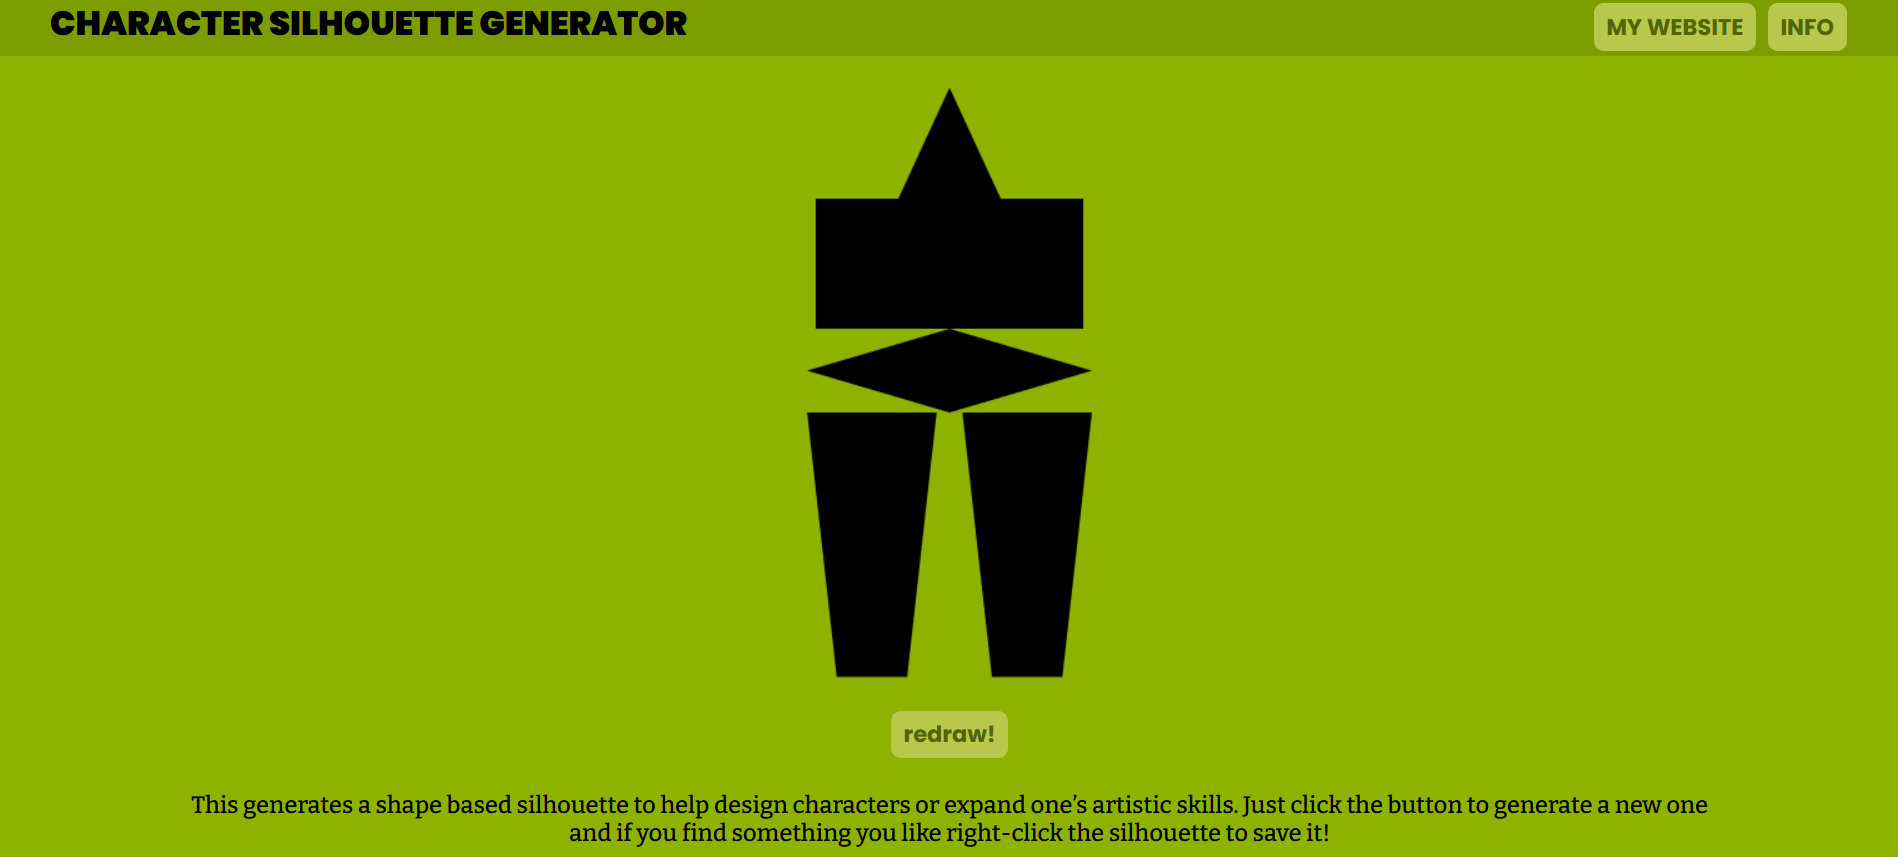 CHARACTER SILHOUETTE GENERATOR
MY WEBSITE
INFO
redraw!
This generates a shape based silhouette to help design characters or expand one’s artistic skills. Just click the button to generate a new one
and if you find something you like right-click the silhouette to save it!